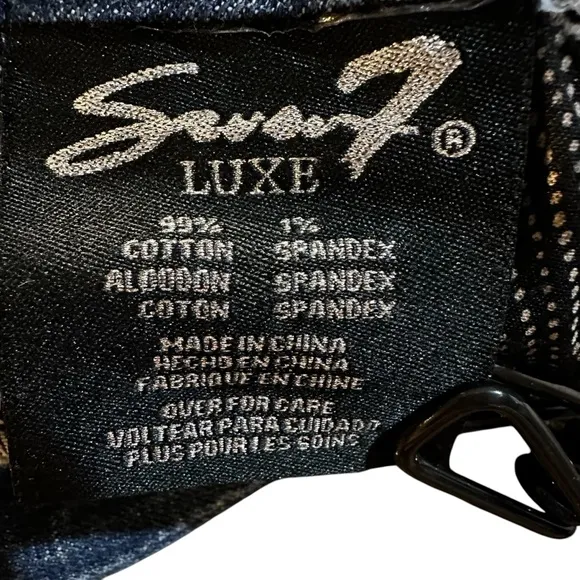 Seven7®
LUXE
99% 1%
COTTON SPANDEX
ALGODON SPANDEX
COTON SPANDEX
MADE IN CHINA
HECHO EN CHINA
FABRIQUE EN CHINE
OVER FOR CARE
VOLTEAR PARA CUIDADO
PLUS POUR LES SOINS